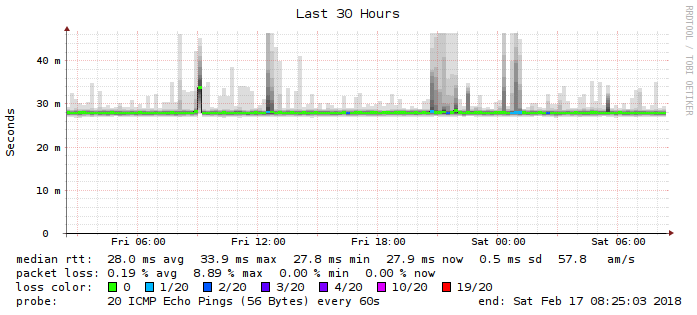 Last 30 Hours
RRDTOOL / TOBI OETIKER
Seconds
40 m
30 m
20 m
10 m
0
Fri 06:00 Fri 12:00 Fri 18:00 Sat 00:00 Sat 06:00
median rtt: 28.0 ms avg 33.9 ms max 27.8 ms min 27.9 ms now 0.5 ms sd 57.8 am/s
packet loss: 0.19 % avg 8.89 % max 0.00 % min 0.00 % now
loss color: 0 1/20 2/20 3/20 4/20 10/20 19/20
probe: 20 ICMP Echo Pings (56 Bytes) every 60s end: Sat Feb 17 08:25:03 2018